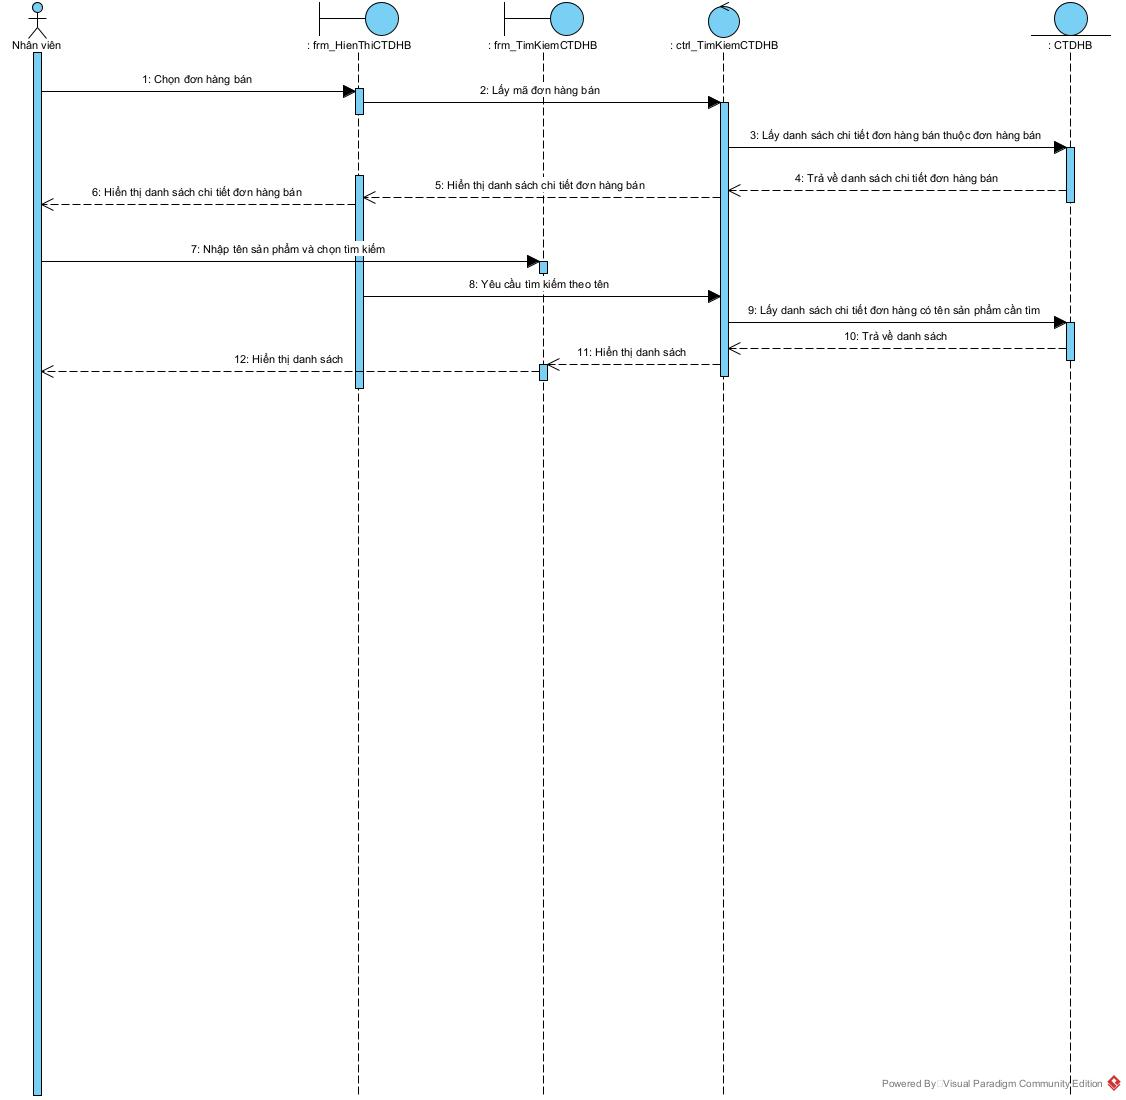 Nhân viên
: frm_HienThiCTDHB
: frm_TimKiemCTDHB
: ctrl_TimKiemCTDHB
: CTDHB
1: Chọn đơn hàng bán
2: Lấy mã đơn hàng bán
3: Lấy danh sách chi tiết đơn hàng bán thuộc đơn hàng bán
4: Trả về danh sách chi tiết đơn hàng bán
5: Hiển thị danh sách chi tiết đơn hàng bán
6: Hiển thị danh sách chi tiết đơn hàng bán
7: Nhập tên sản phẩm và chọn tìm kiếm
8: Yêu cầu tìm kiếm theo tên
9: Lấy danh sách chi tiết đơn hàng có tên sản phẩm cần tìm
10: Trả về danh sách
11: Hiển thị danh sách
12: Hiển thị danh sách
Powered By Visual Paradigm Community Edition